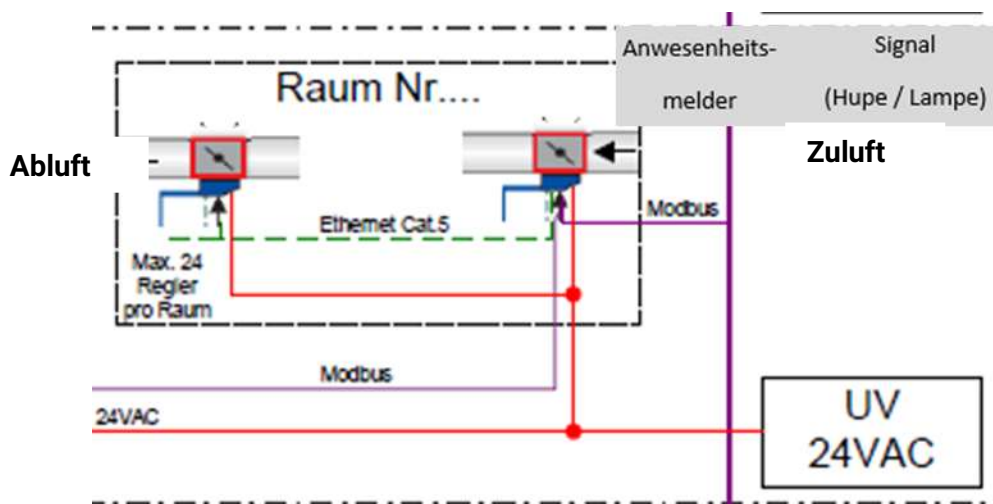 Anwesenheits-
melder
Signal
(Hupe / Lampe)
Raum Nr....
Abluft
Zuluft
Modbus
Ethernet Cat.5
Max. 24
Regler
pro Raum
Modbus
24VAC
UV
24VAC